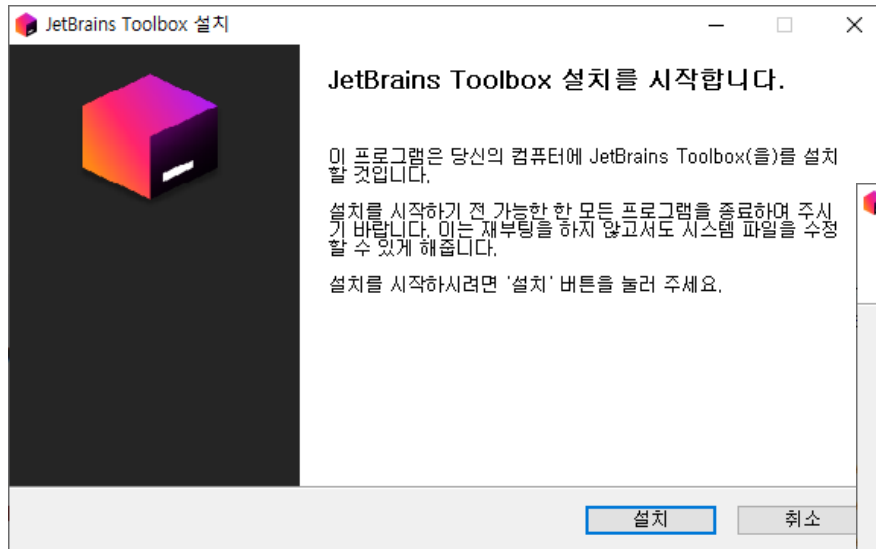 JetBrains Toolbox 설치
JetBrains Toolbox 설치를 시작합니다.
이 프로그램은 당신의 컴퓨터에 JetBrains Toolbox(을)를 설치
할 것입니다.
설치를 시작하기 전 가능한 한 모든 프로그램을 종료하여 주시
기 바랍니다. 이는 재부팅을 하지 않고서도 시스템 파일을 수정
할 수 있게 해줍니다.
설치를 시작하시려면 '설치' 버튼을 눌러 주세요.
설치
취소